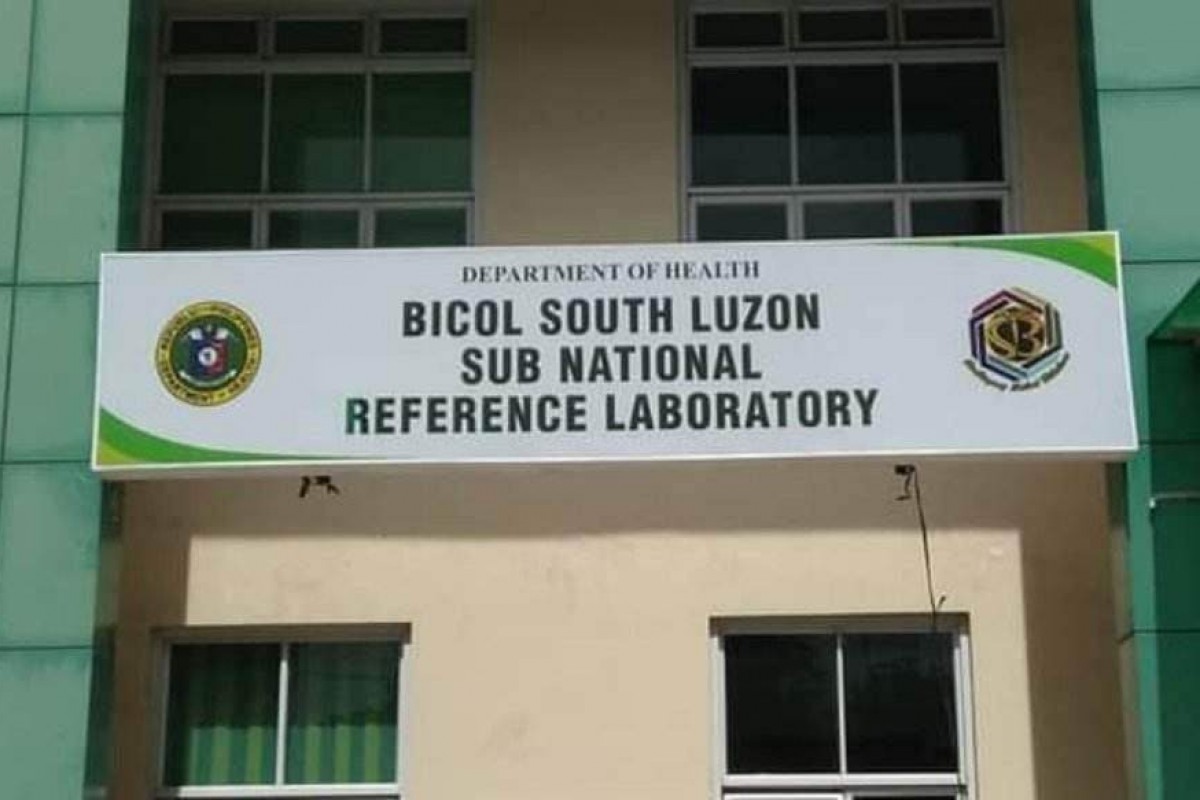 DEPARTMENT OF HEALTH
BICOL SOUTH LUZON
SUB NATIONAL
REFERENCE LABORATORY